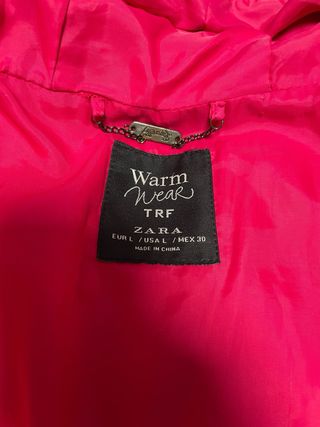 Warm
wear
TRF
ZARA
EUR L / USA L / MEX 30
MADE IN CHINA